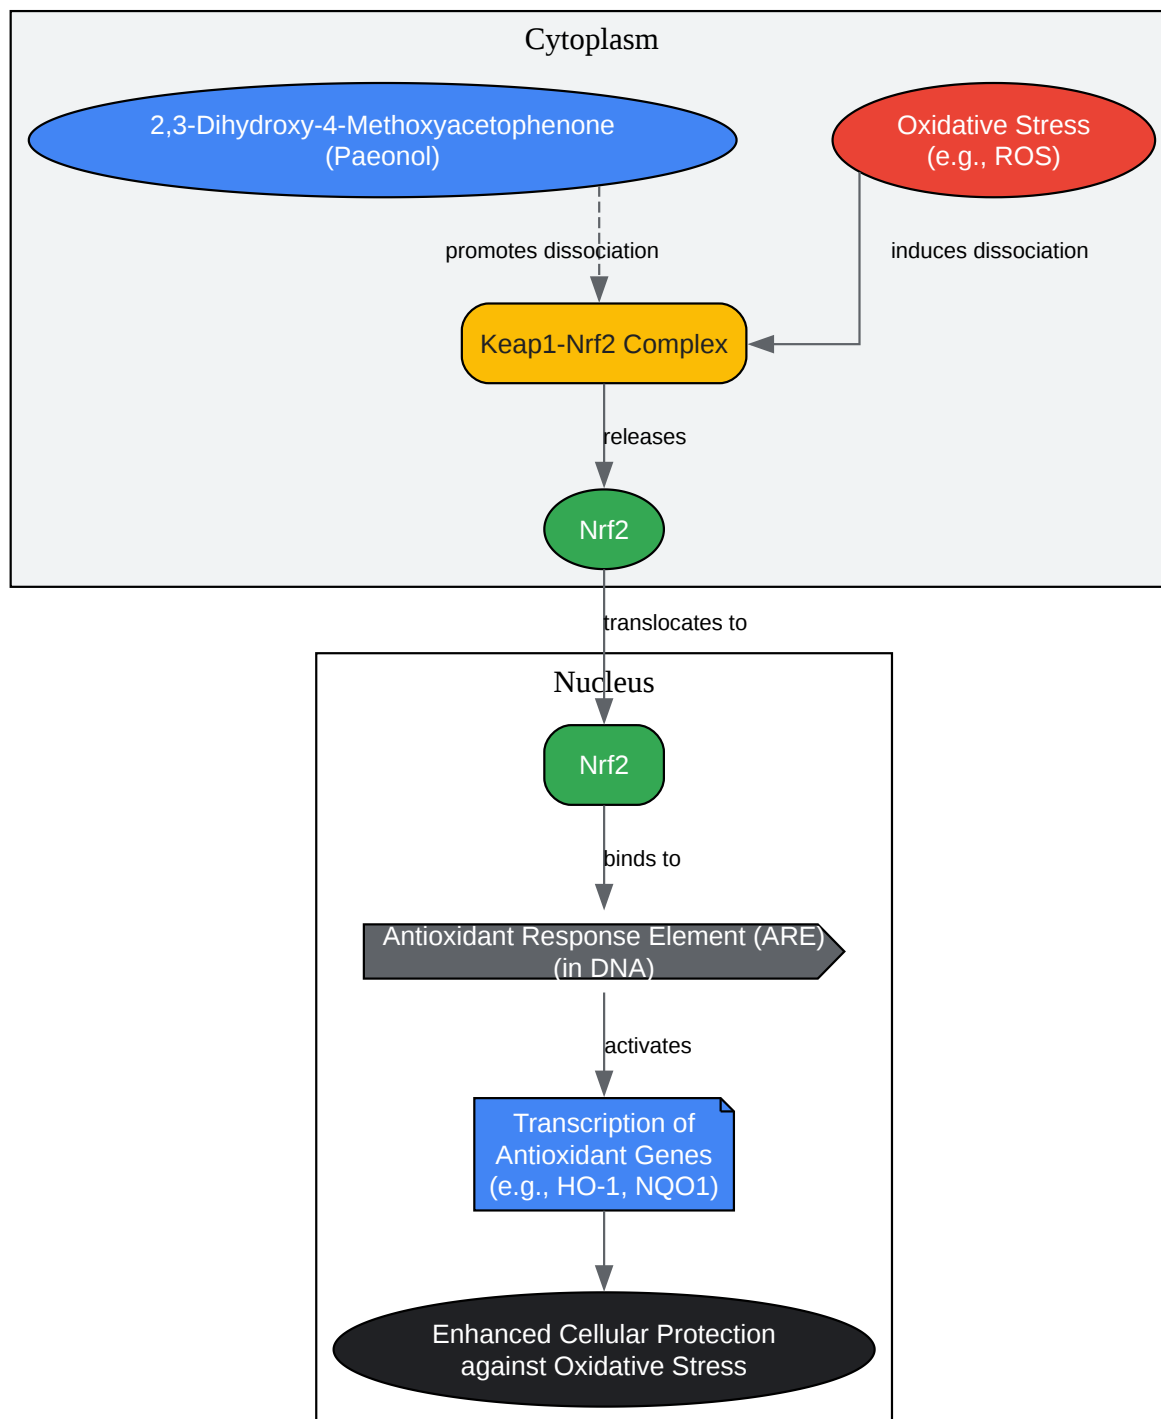 Cytoplasm
2,3-Dihydroxy-4-Methoxyacetophenone
(Paeonol)
Oxidative Stress
(e.g., ROS)
promotes dissociation
induces dissociation
Keap1-Nrf2 Complex
releases
Nrf2
translocates to
Nucleus
Nrf2
binds to
Antioxidant Response Element (ARE)
(in DNA)
activates
Transcription of
Antioxidant Genes
(e.g., HO-1, NQO1)
Enhanced Cellular Protection
against Oxidative Stress